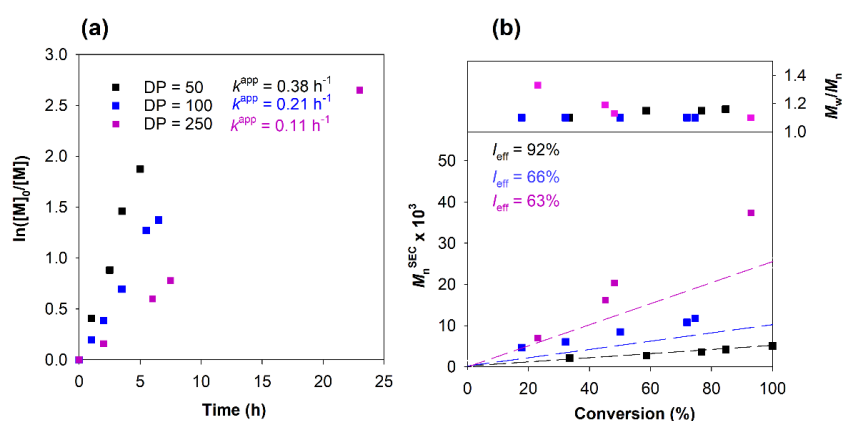 (a)
3.0
2.5
2.0
1.5
1.0
0.5
0.0
ln([M]₀/[M])
DP = 50 kᵃᵖᵖ = 0.38 h⁻¹
DP = 100 kᵃᵖᵖ = 0.21 h⁻¹
DP = 250 kᵃᵖᵖ = 0.11 h⁻¹
0 5 10 15 20 25
Time (h)
(b)
1.4
1.2
1.0
Mw/Mn
50
40
30
20
10
0
MnSEC x 10³
Ieff = 92%
Ieff = 66%
Ieff = 63%
0 20 40 60 80 100
Conversion (%)